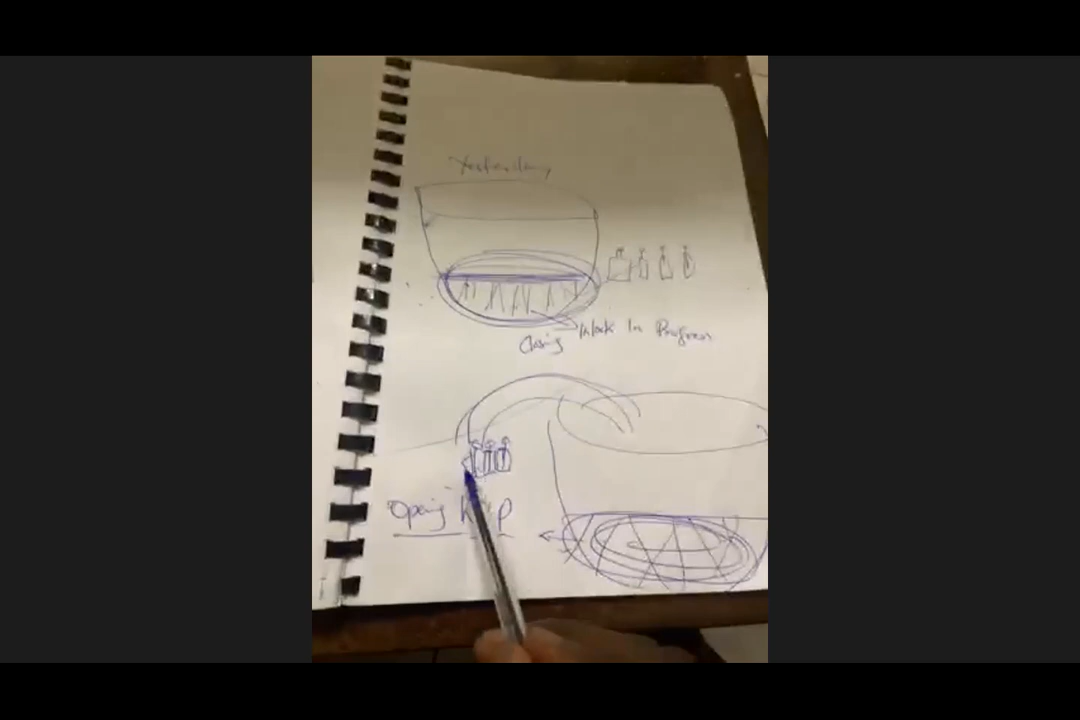 Yesterday
Work In Progress
Closing
Opening W P